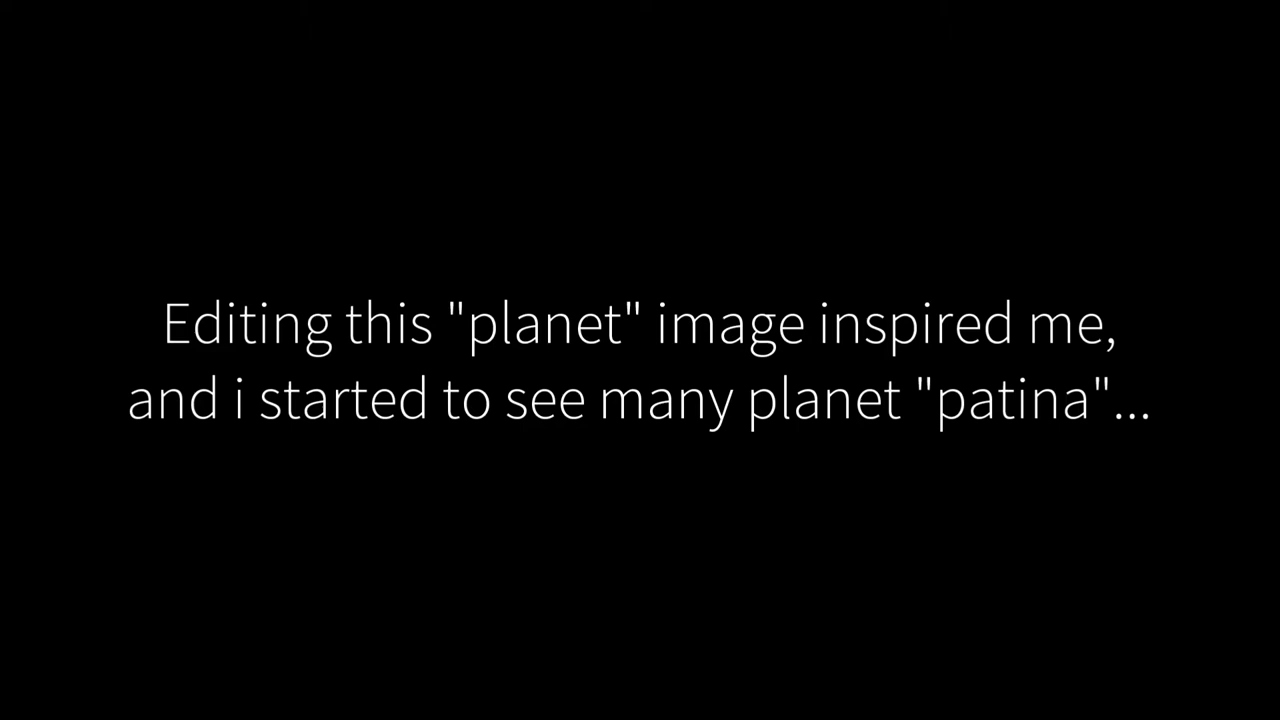 Editing this "planet" image inspired me,
and i started to see many planet "patina"...